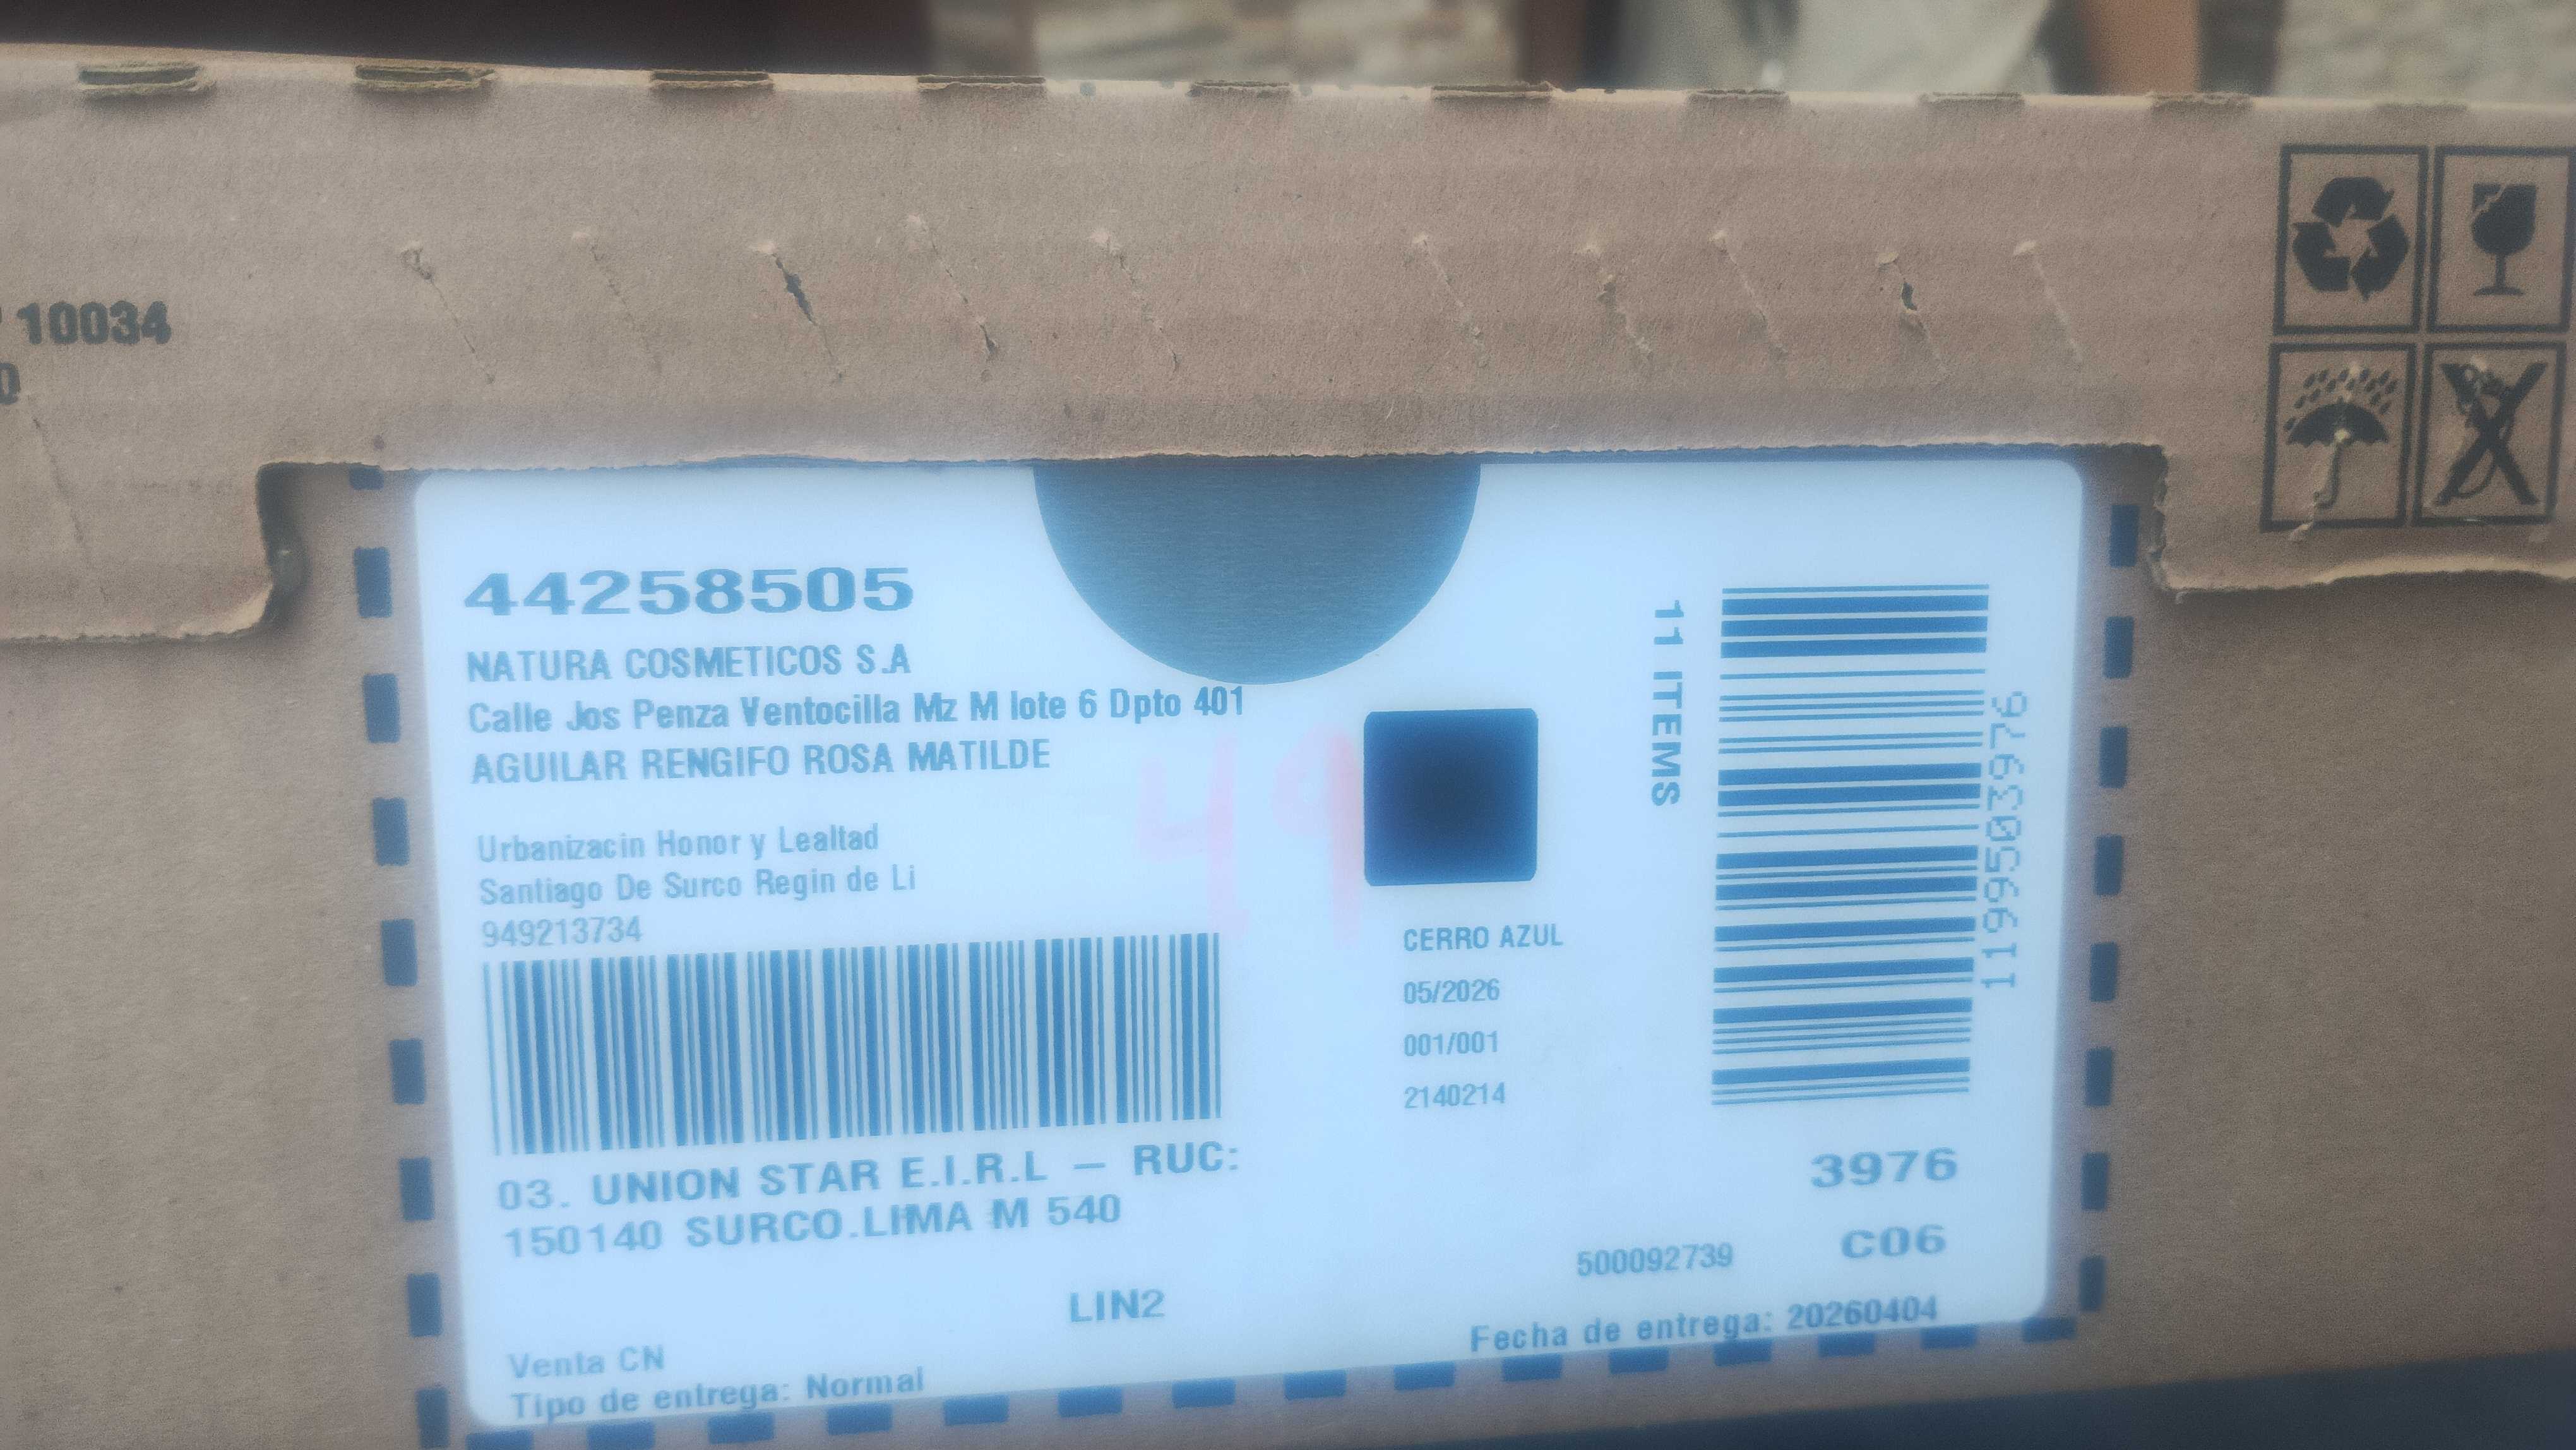 10034
0
44258505
NATURA COSMETICOS S.A
Calle Jos Penza Ventocilla Mz M lote 6 Dpto 401
AGUILAR RENGIFO ROSA MATILDE
49
Urbanizacin Honor y Lealtad
Santiago De Surco Regin de Li
949213734
03. UNION STAR E.I.R.L – RUC:
150140 SURCO.LIMA M 540
LIN2
Venta CN
Tipo de entrega: Normal
CERRO AZUL
05/2026
001/001
2140214
11 ITEMS
1199503976
3976
C06
500092739
Fecha de entrega: 20260404